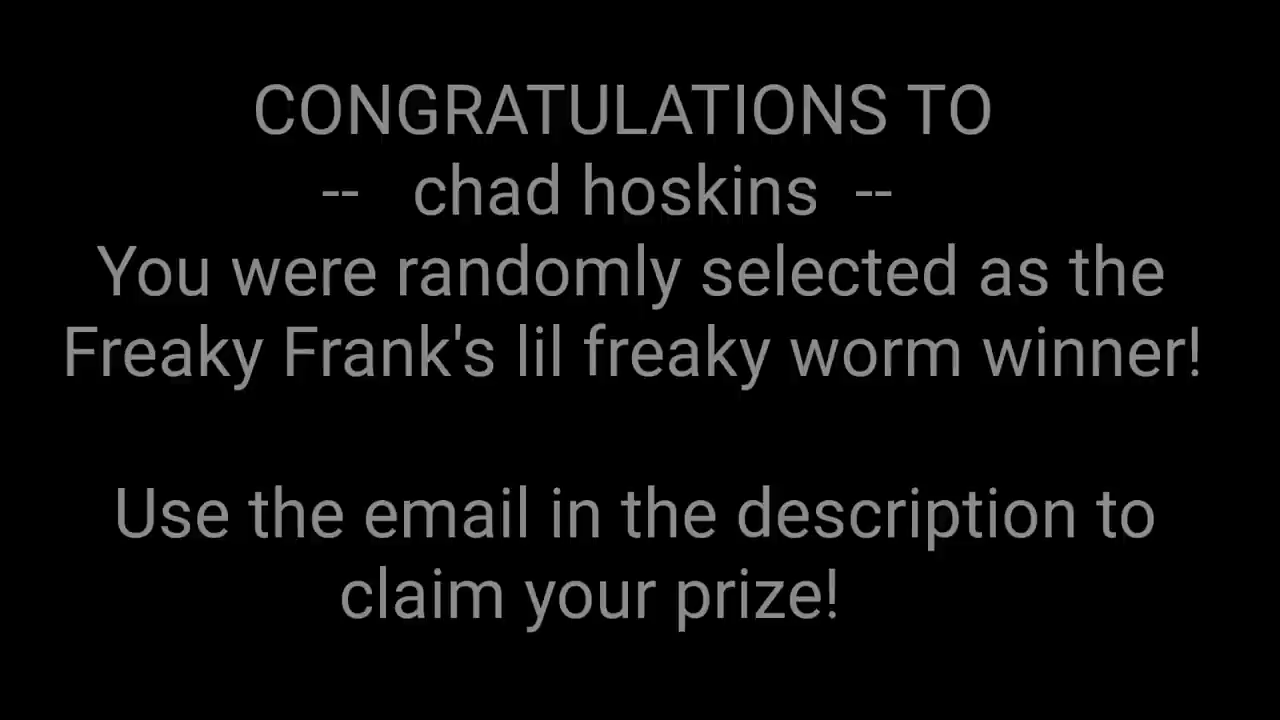 CONGRATULATIONS TO
-- chad hoskins --
You were randomly selected as the
Freaky Frank's lil freaky worm winner!
Use the email in the description to
claim your prize!